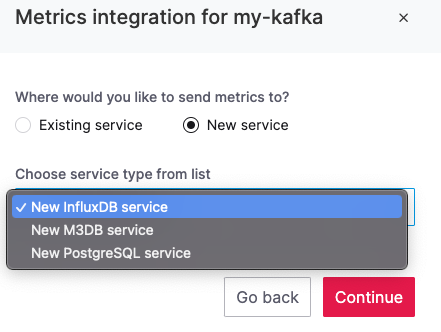 Metrics integration for my-kafka
Where would you like to send metrics to?
Existing service
New service
Choose service type from list
New InfluxDB service
New M3DB service
New PostgreSQL service
Go back
Continue